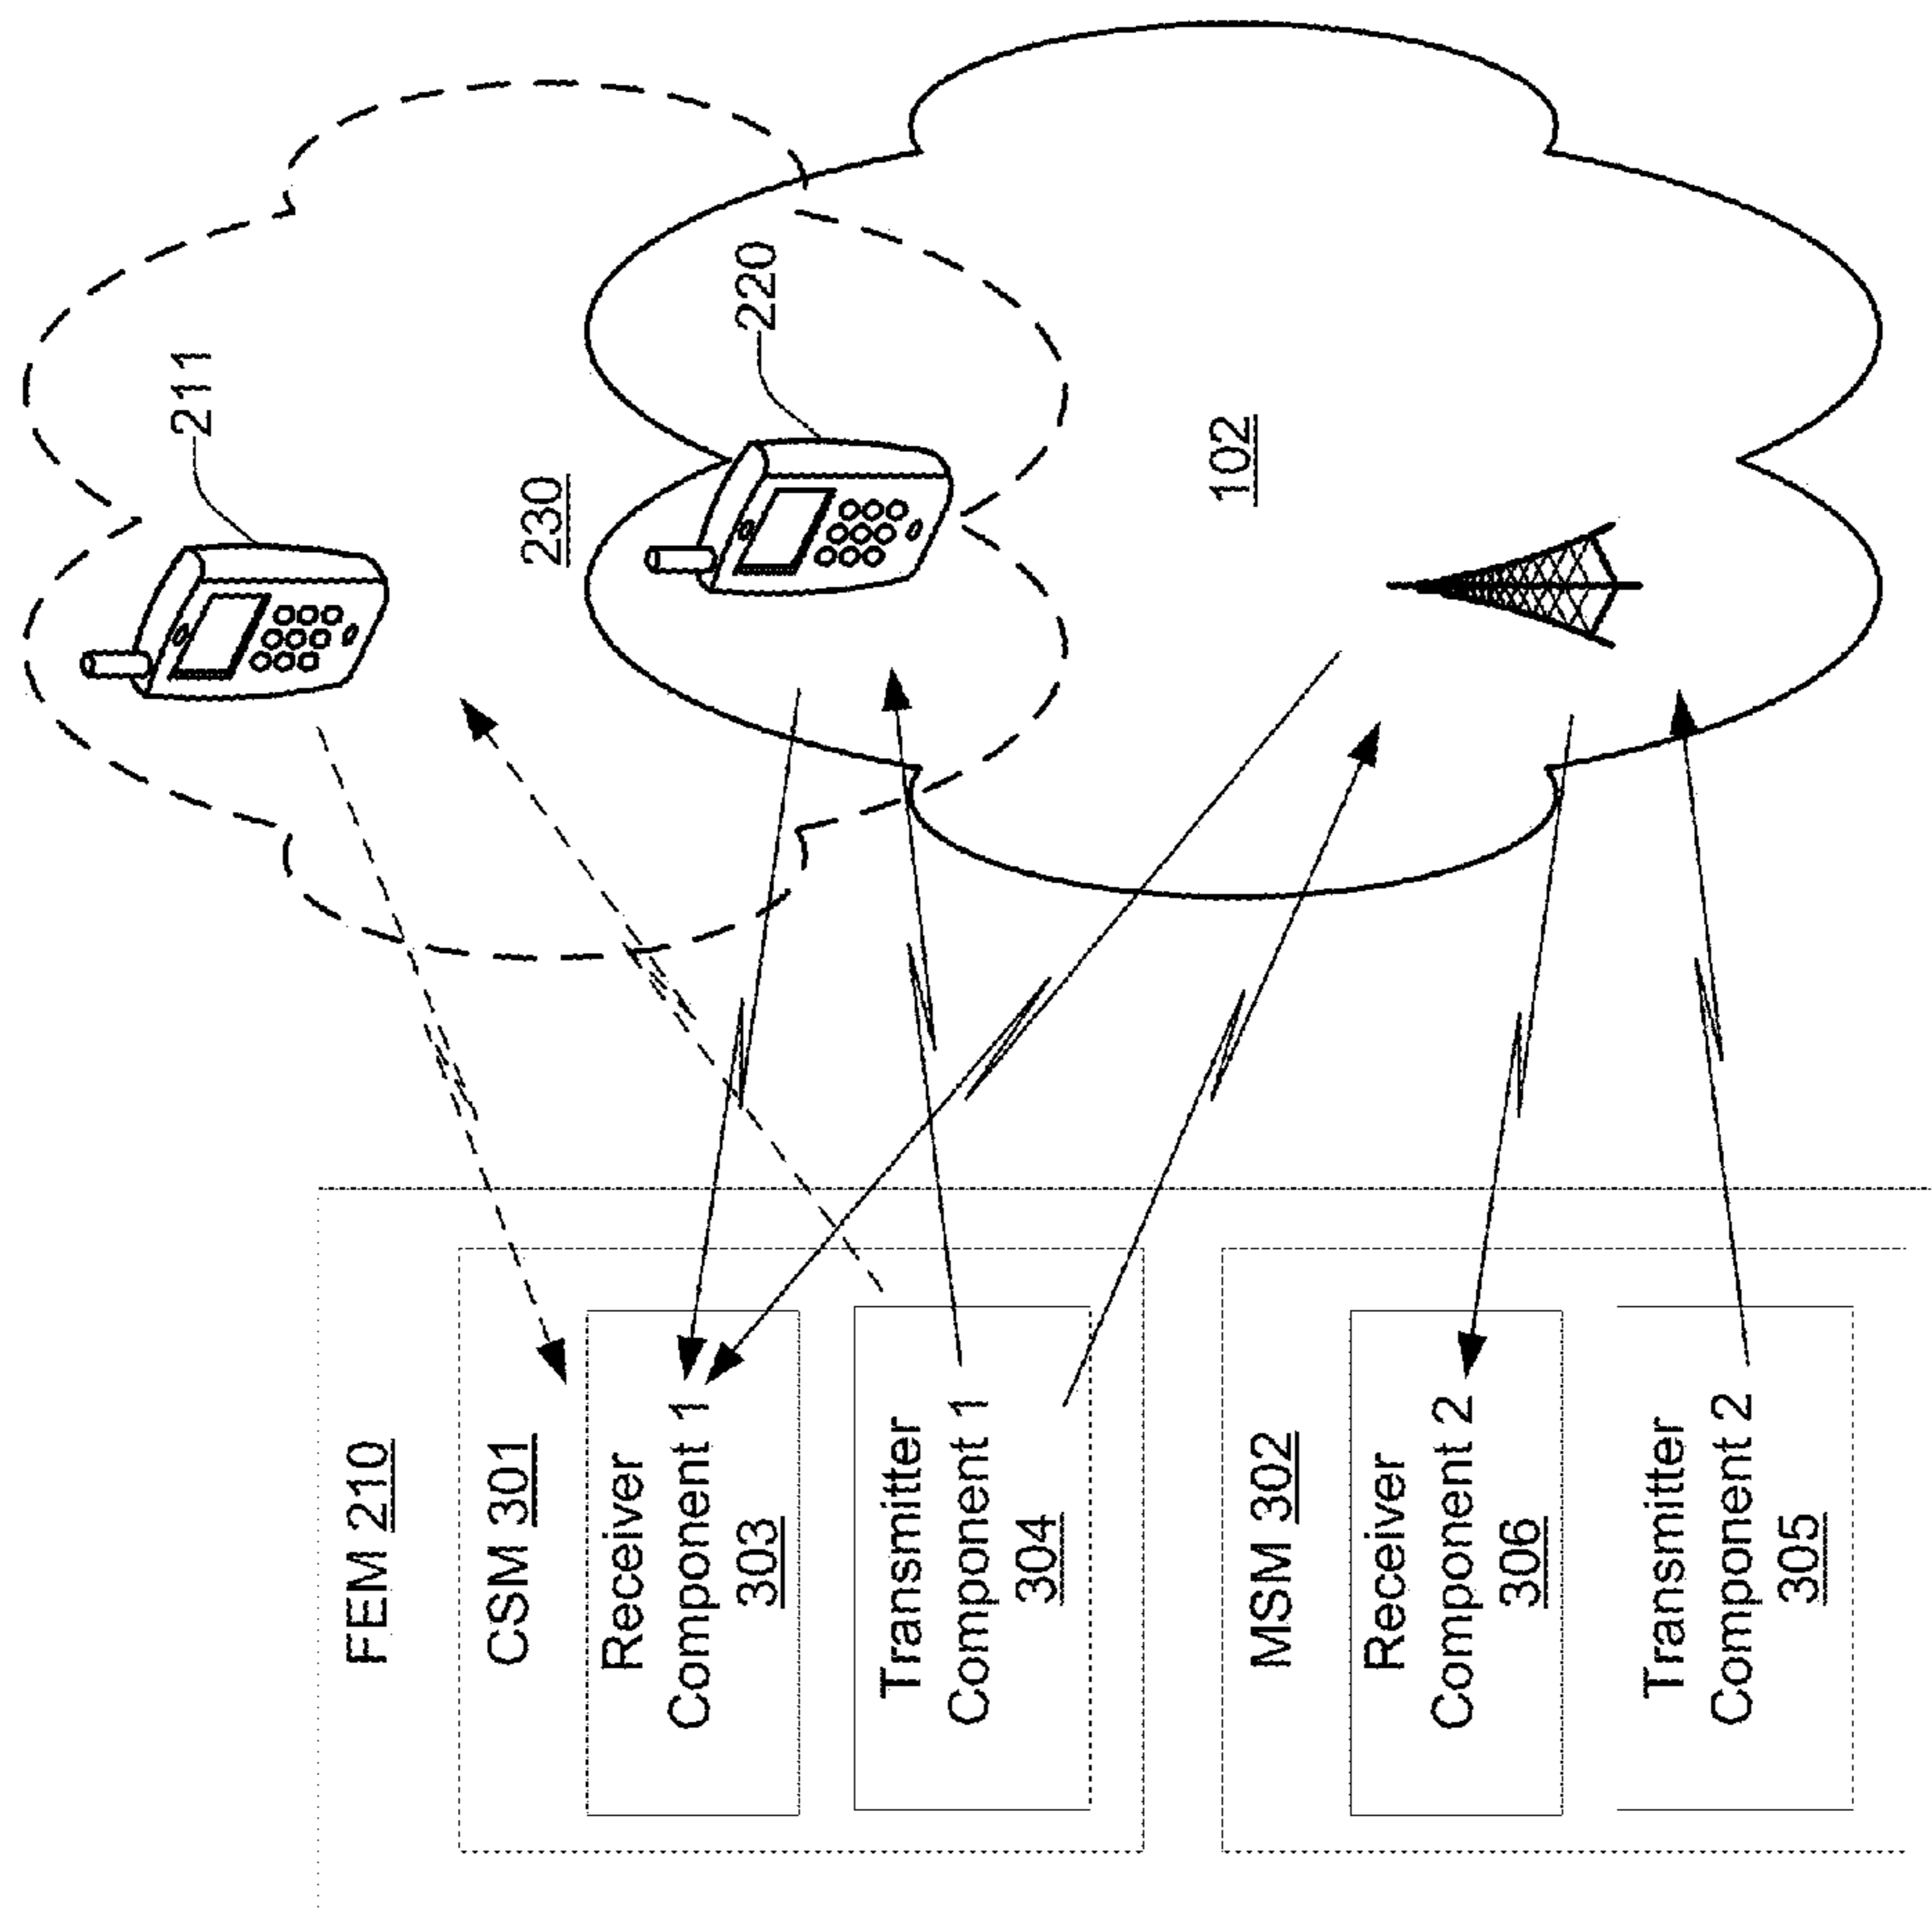 FEM 210
CSM 301
Receiver
Component 1
303
Transmitter
Component 1
304
MSM 302
Receiver
Component 2
306
Transmitter
Component 2
305
211
230
220
102